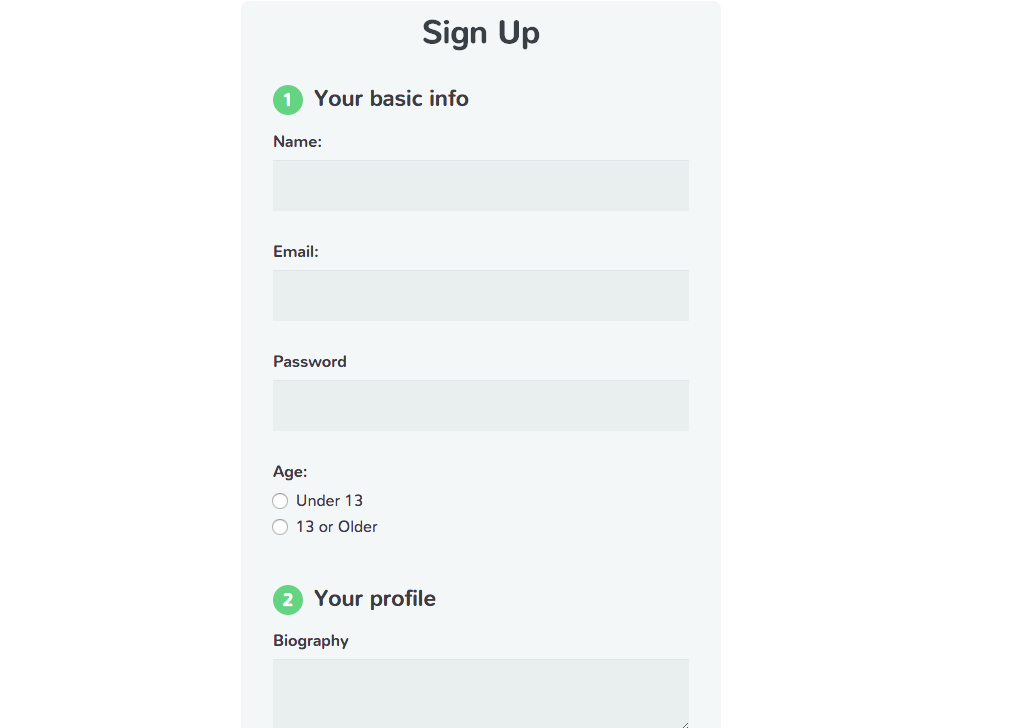 Sign Up
1 Your basic info
Name:
Email:
Password
Age:
Under 13
13 or Older
2 Your profile
Biography